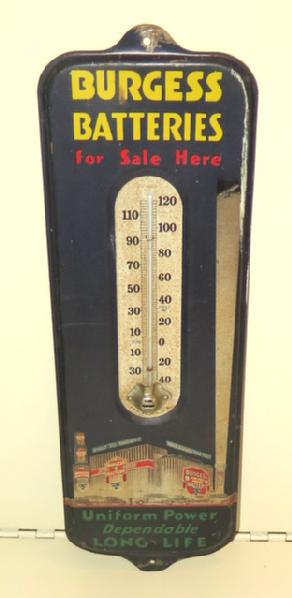 BURGESS
BATTERIES
for Sale Here
120
110
100
90
80
70
60
50
40
30
20
10
0
10
20
30
40
BURGESS
Uniform Power
Dependable
LONG LIFE